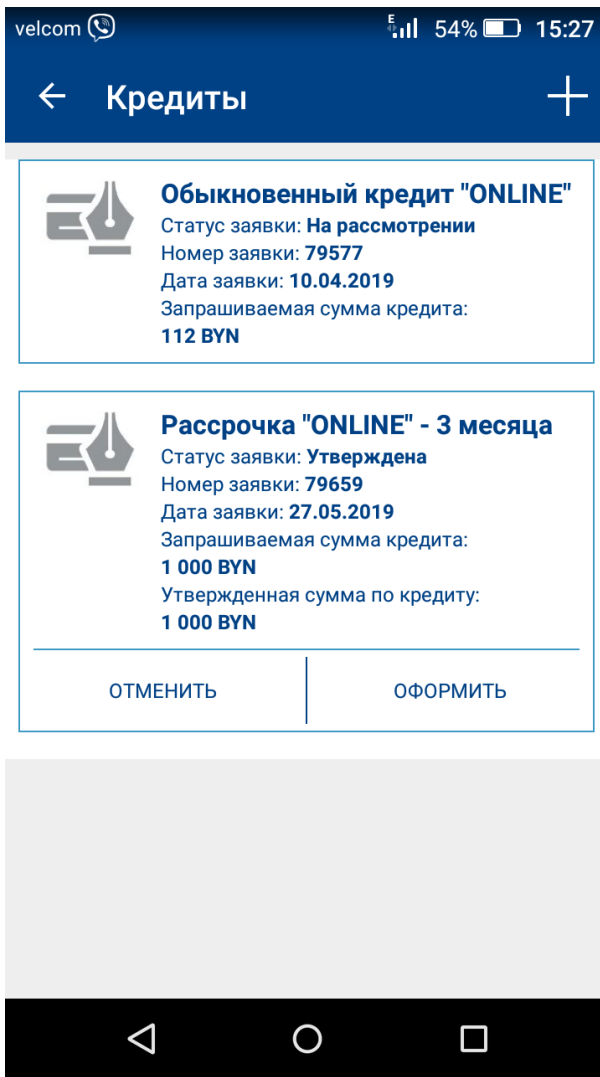 velcom E 54% 15:27
Кредиты
Обыкновенный кредит "ONLINE"
Статус заявки: На рассмотрении
Номер заявки: 79577
Дата заявки: 10.04.2019
Запрашиваемая сумма кредита:
112 BYN
Рассрочка "ONLINE" - 3 месяца
Статус заявки: Утверждена
Номер заявки: 79659
Дата заявки: 27.05.2019
Запрашиваемая сумма кредита:
1 000 BYN
Утвержденная сумма по кредиту:
1 000 BYN
ОТМЕНИТЬ ОФОРМИТЬ